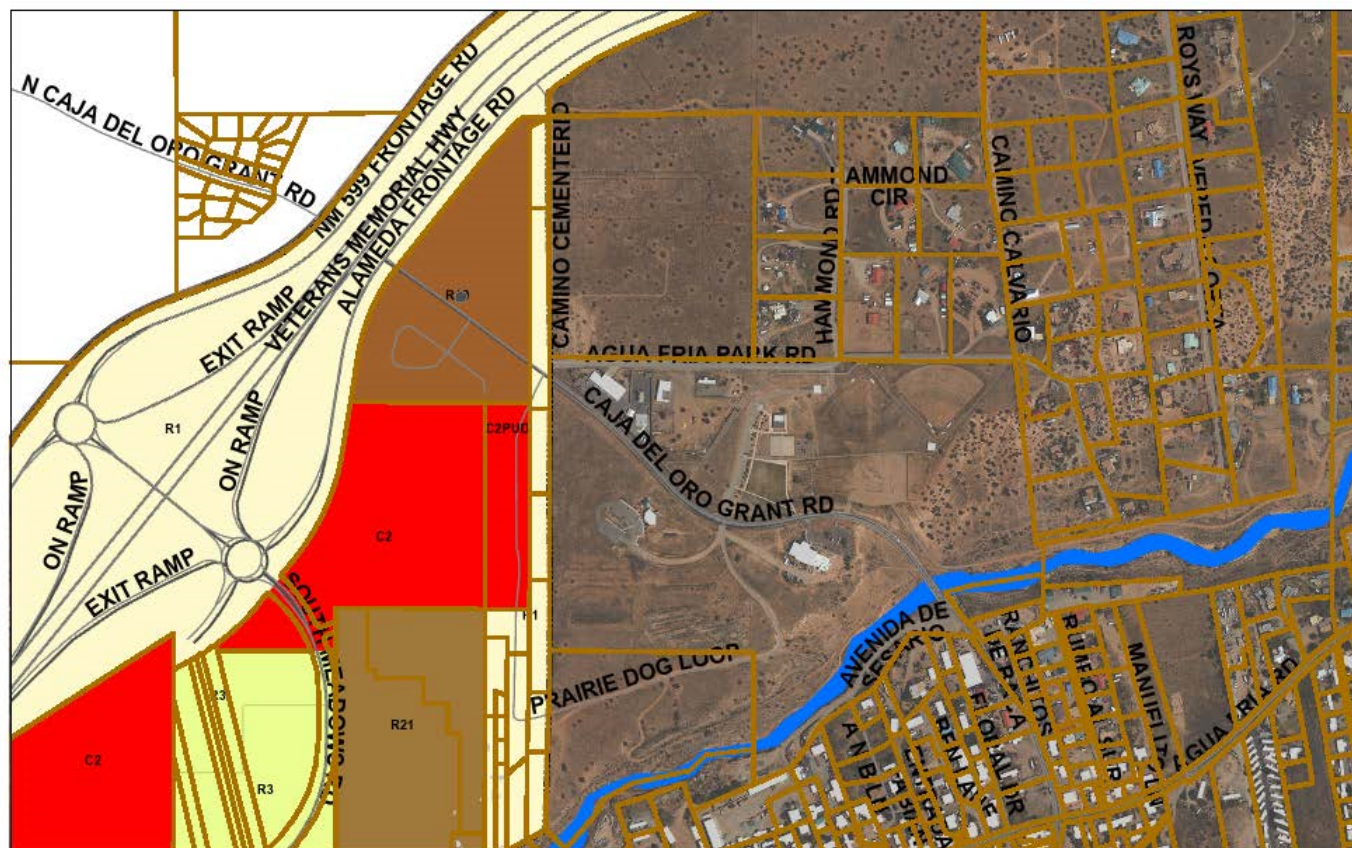 N CAJA DEL ORO GRANT RD
NM 599 FRONTAGE RD
VETERANS MEMORIAL HWY
ALAMEDA FRONTAGE RD
EXIT RAMP
ON RAMP
ON RAMP
EXIT RAMP
R1
CAMINO CEMENTERIO
HAMMOND RD
AMMOND
CIR
CAMINO CALVARIO
ROYS WAY
AGUA FRIA PARK RD
C2PUD
CAJA DEL ORO GRANT RD
C2
R3
R21
C2
R3
PRAIRIE DOG LOOP
AVENIDA DE
RANCHITOS
AGUA FRIA RD